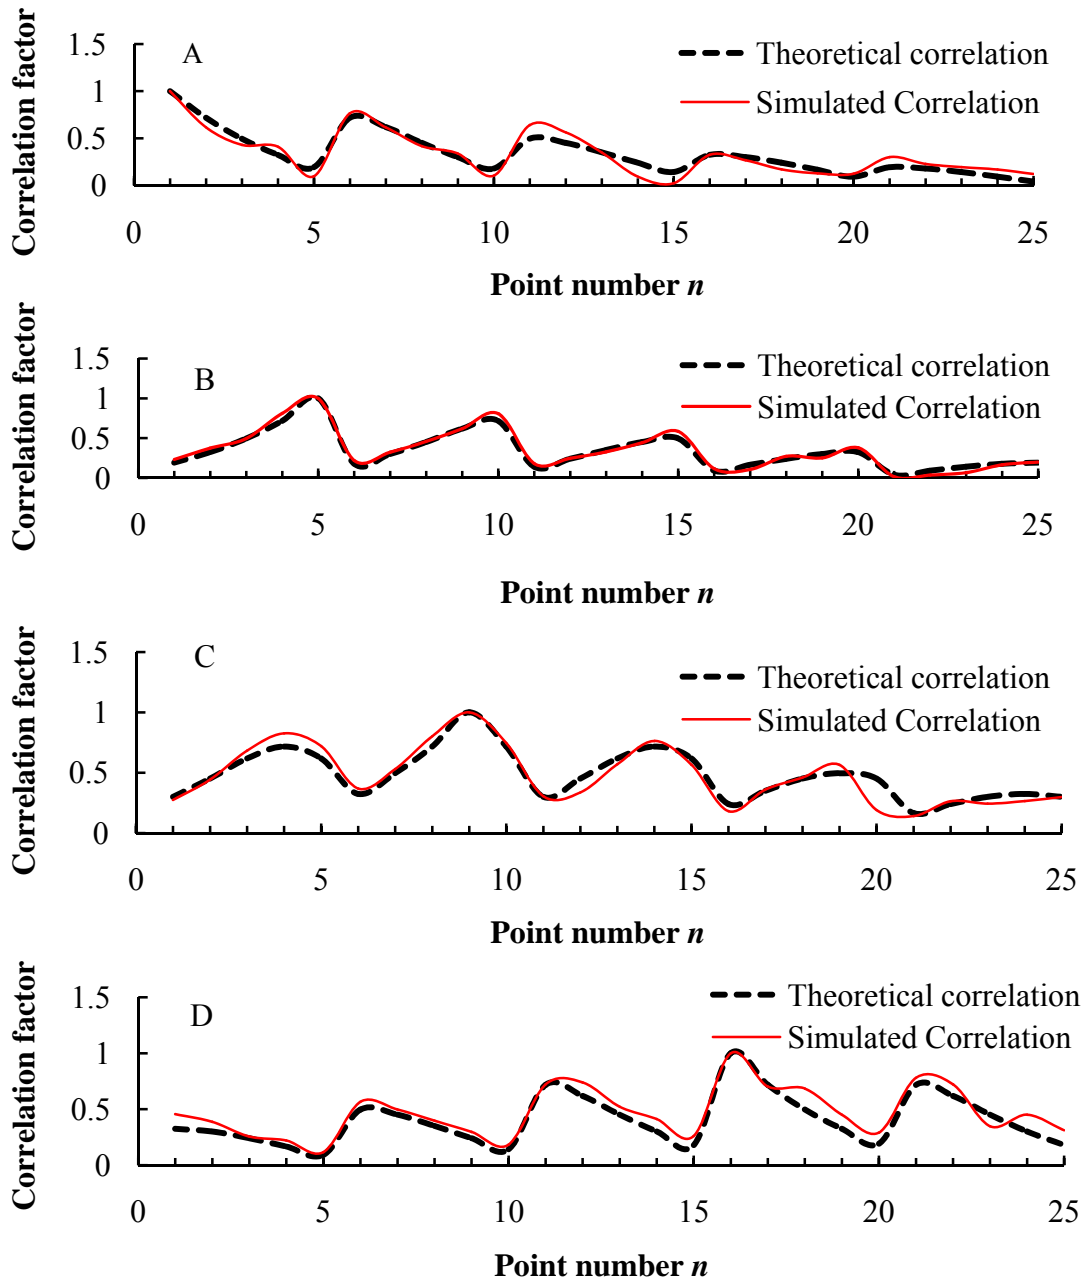 A
Theoretical correlation
Simulated Correlation
Correlation factor
1.5
1
0.5
0
0 5 10 15 20 25
Point number n
B
Theoretical correlation
Simulated Correlation
Correlation factor
1.5
1
0.5
0
0 5 10 15 20 25
Point number n
C
Theoretical correlation
Simulated Correlation
Correlation factor
1.5
1
0.5
0
0 5 10 15 20 25
Point number n
D
Theoretical correlation
Simulated Correlation
Correlation factor
1.5
1
0.5
0
0 5 10 15 20 25
Point number n